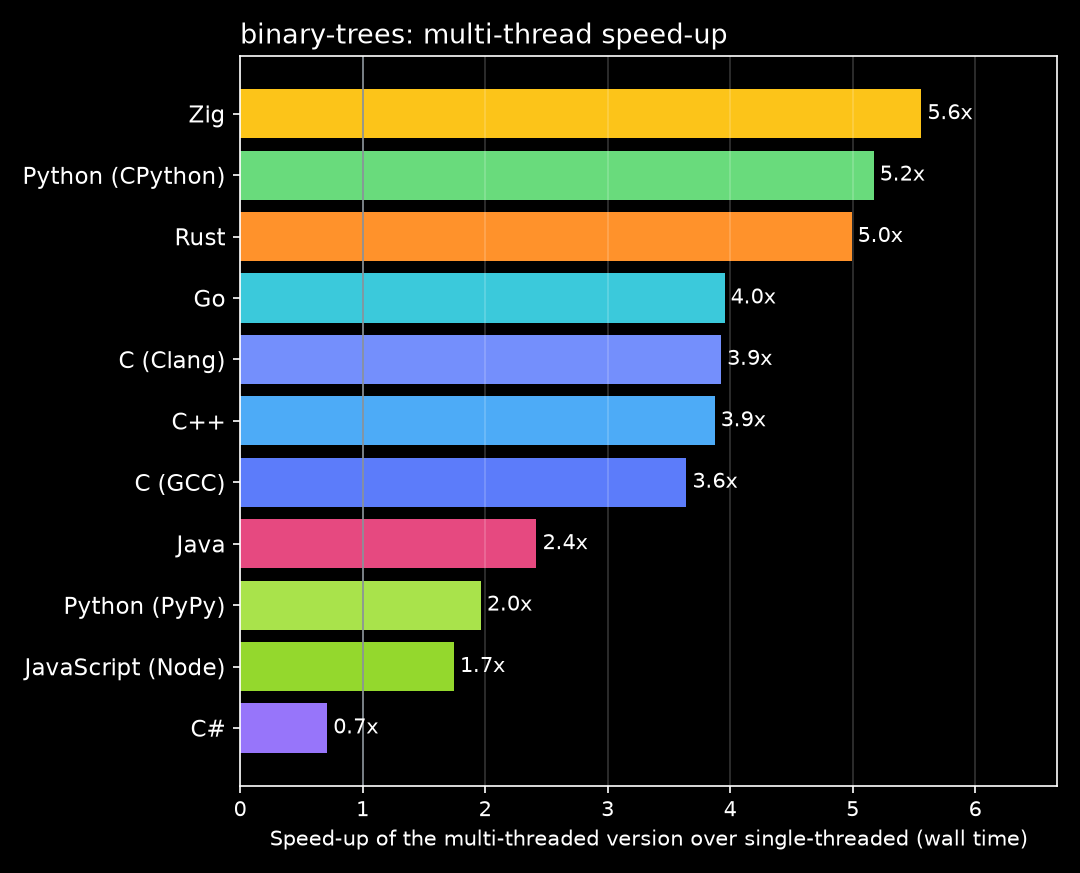 binary-trees: multi-thread speed-up
Zig 5.6x
Python (CPython) 5.2x
Rust 5.0x
Go 4.0x
C (Clang) 3.9x
C++ 3.9x
C (GCC) 3.6x
Java 2.4x
Python (PyPy) 2.0x
JavaScript (Node) 1.7x
C# 0.7x
0 1 2 3 4 5 6
Speed-up of the multi-threaded version over single-threaded (wall time)